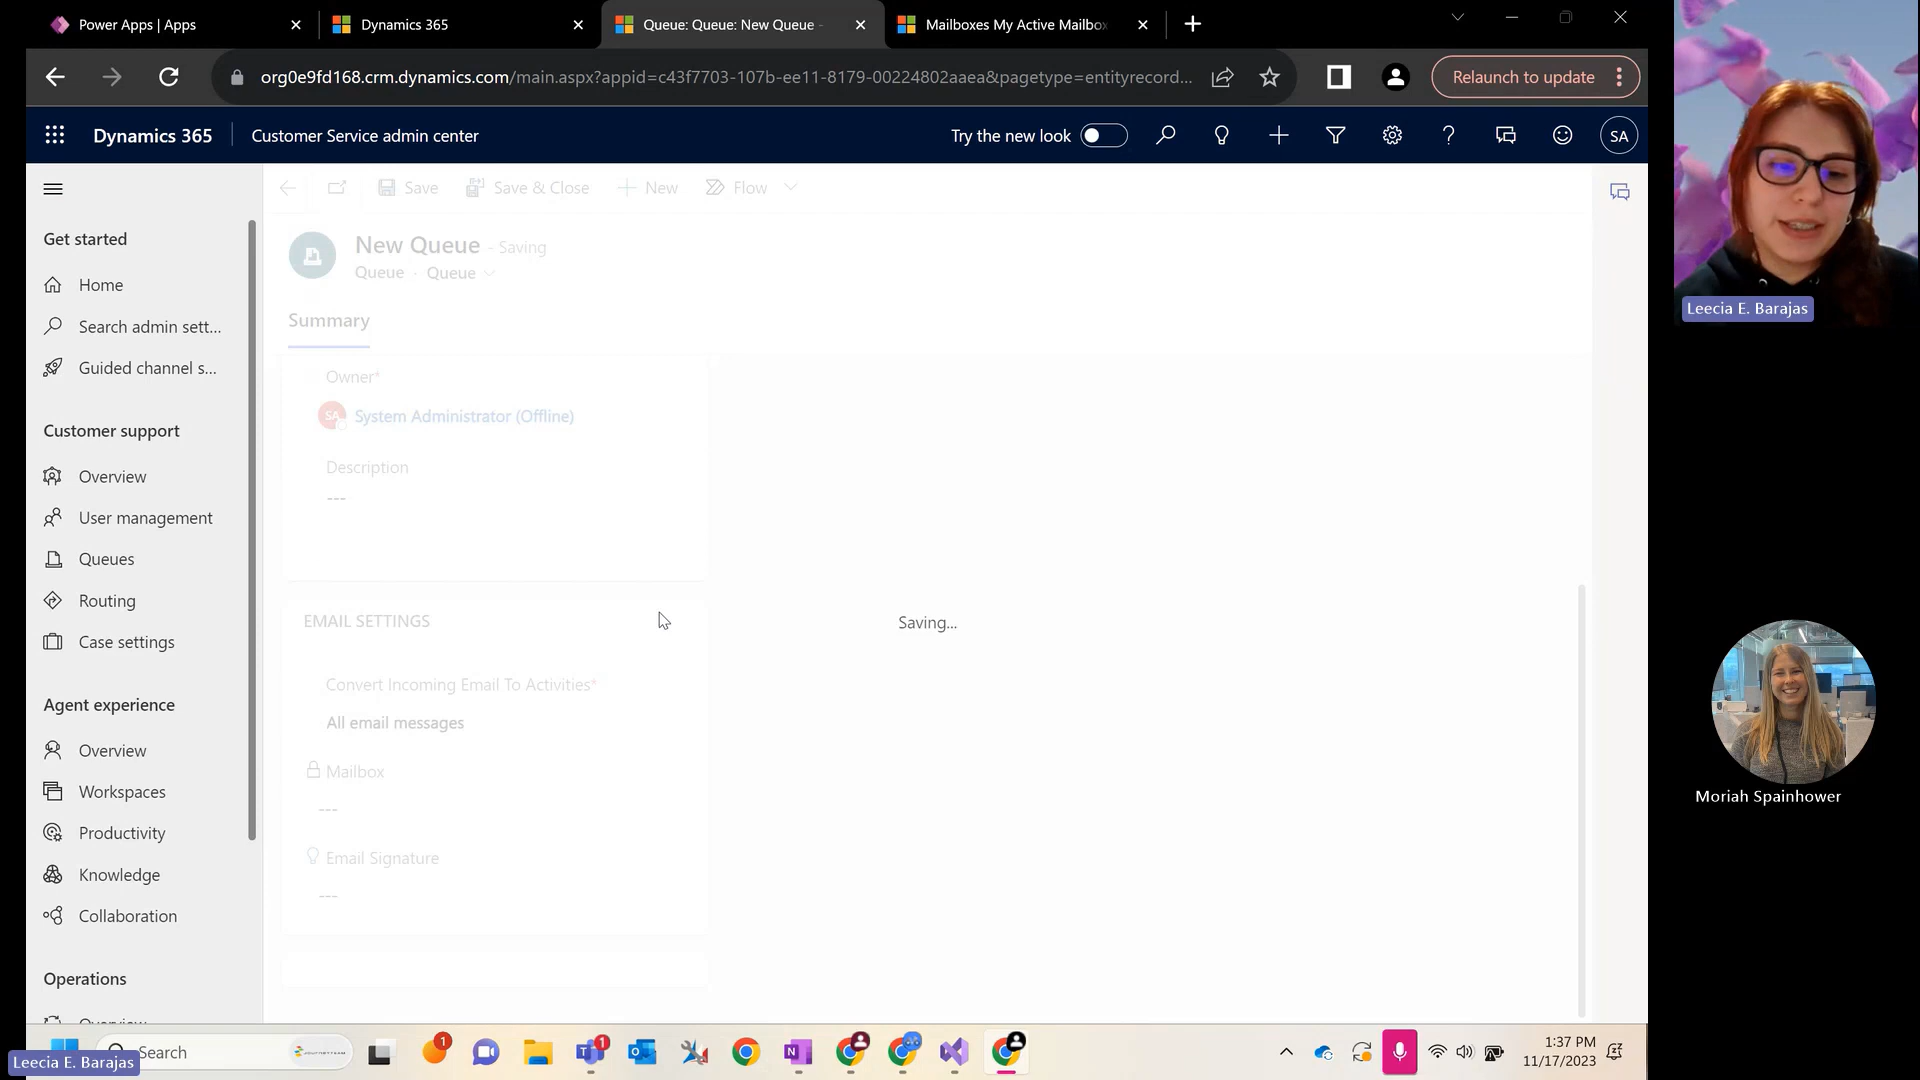 Power Apps | Apps
Dynamics 365
Queue: Queue: New Queue -
Mailboxes My Active Mailbox
org0e9fd168.crm.dynamics.com/main.aspx?appid=c43f7703-107b-ee11-8179-00224802aaea&pagetype=entityrecord...
Relaunch to update
Dynamics 365
Customer Service admin center
Try the new look
SA
Save
Save & Close
New
Flow
New Queue - Saving
Queue · Queue
Summary
Owner*
SA
System Administrator (Offline)
Description
---
EMAIL SETTINGS
Saving...
Convert Incoming Email To Activities*
All email messages
Mailbox
---
Email Signature
---
Get started
Home
Search admin sett...
Guided channel s...
Customer support
Overview
User management
Queues
Routing
Case settings
Agent experience
Overview
Workspaces
Productivity
Knowledge
Collaboration
Operations
Overview
Leecia E. Barajas
Moriah Spainhower
Leecia E. Barajas
Search
1
1
1:37 PM
11/17/2023